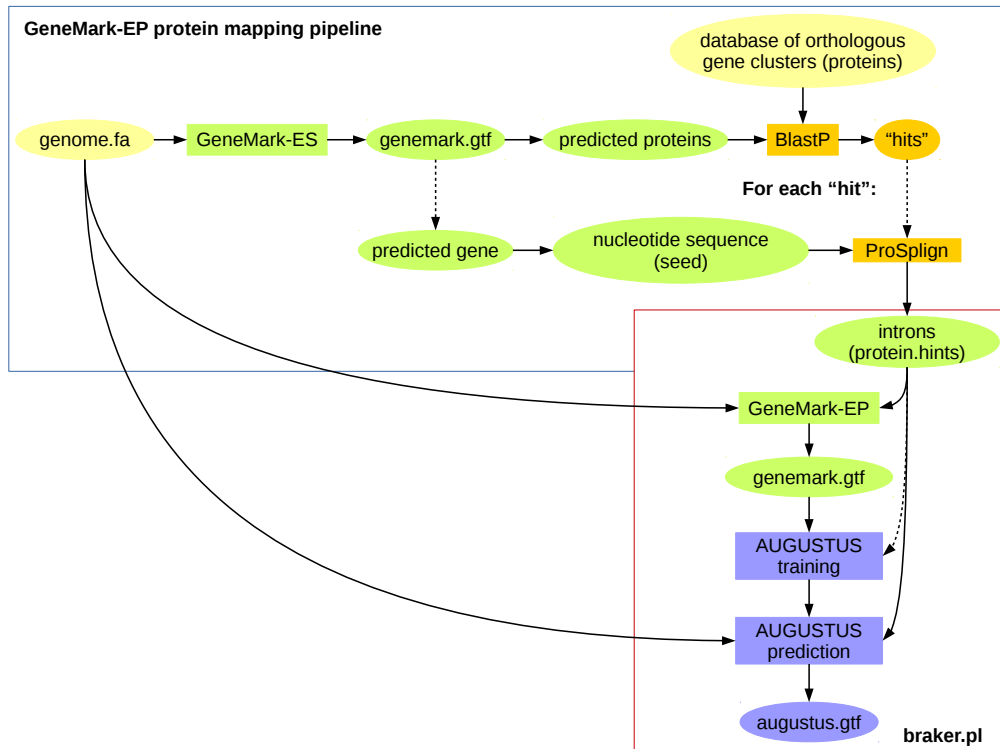 GeneMark-EP protein mapping pipeline
database of orthologous
gene clusters (proteins)
genome.fa
GeneMark-ES
genemark.gtf
predicted proteins
BlastP
“hits”
For each “hit”:
predicted gene
nucleotide sequence
(seed)
ProSplign
introns
(protein.hints)
GeneMark-EP
genemark.gtf
AUGUSTUS
training
AUGUSTUS
prediction
augustus.gtf
braker.pl